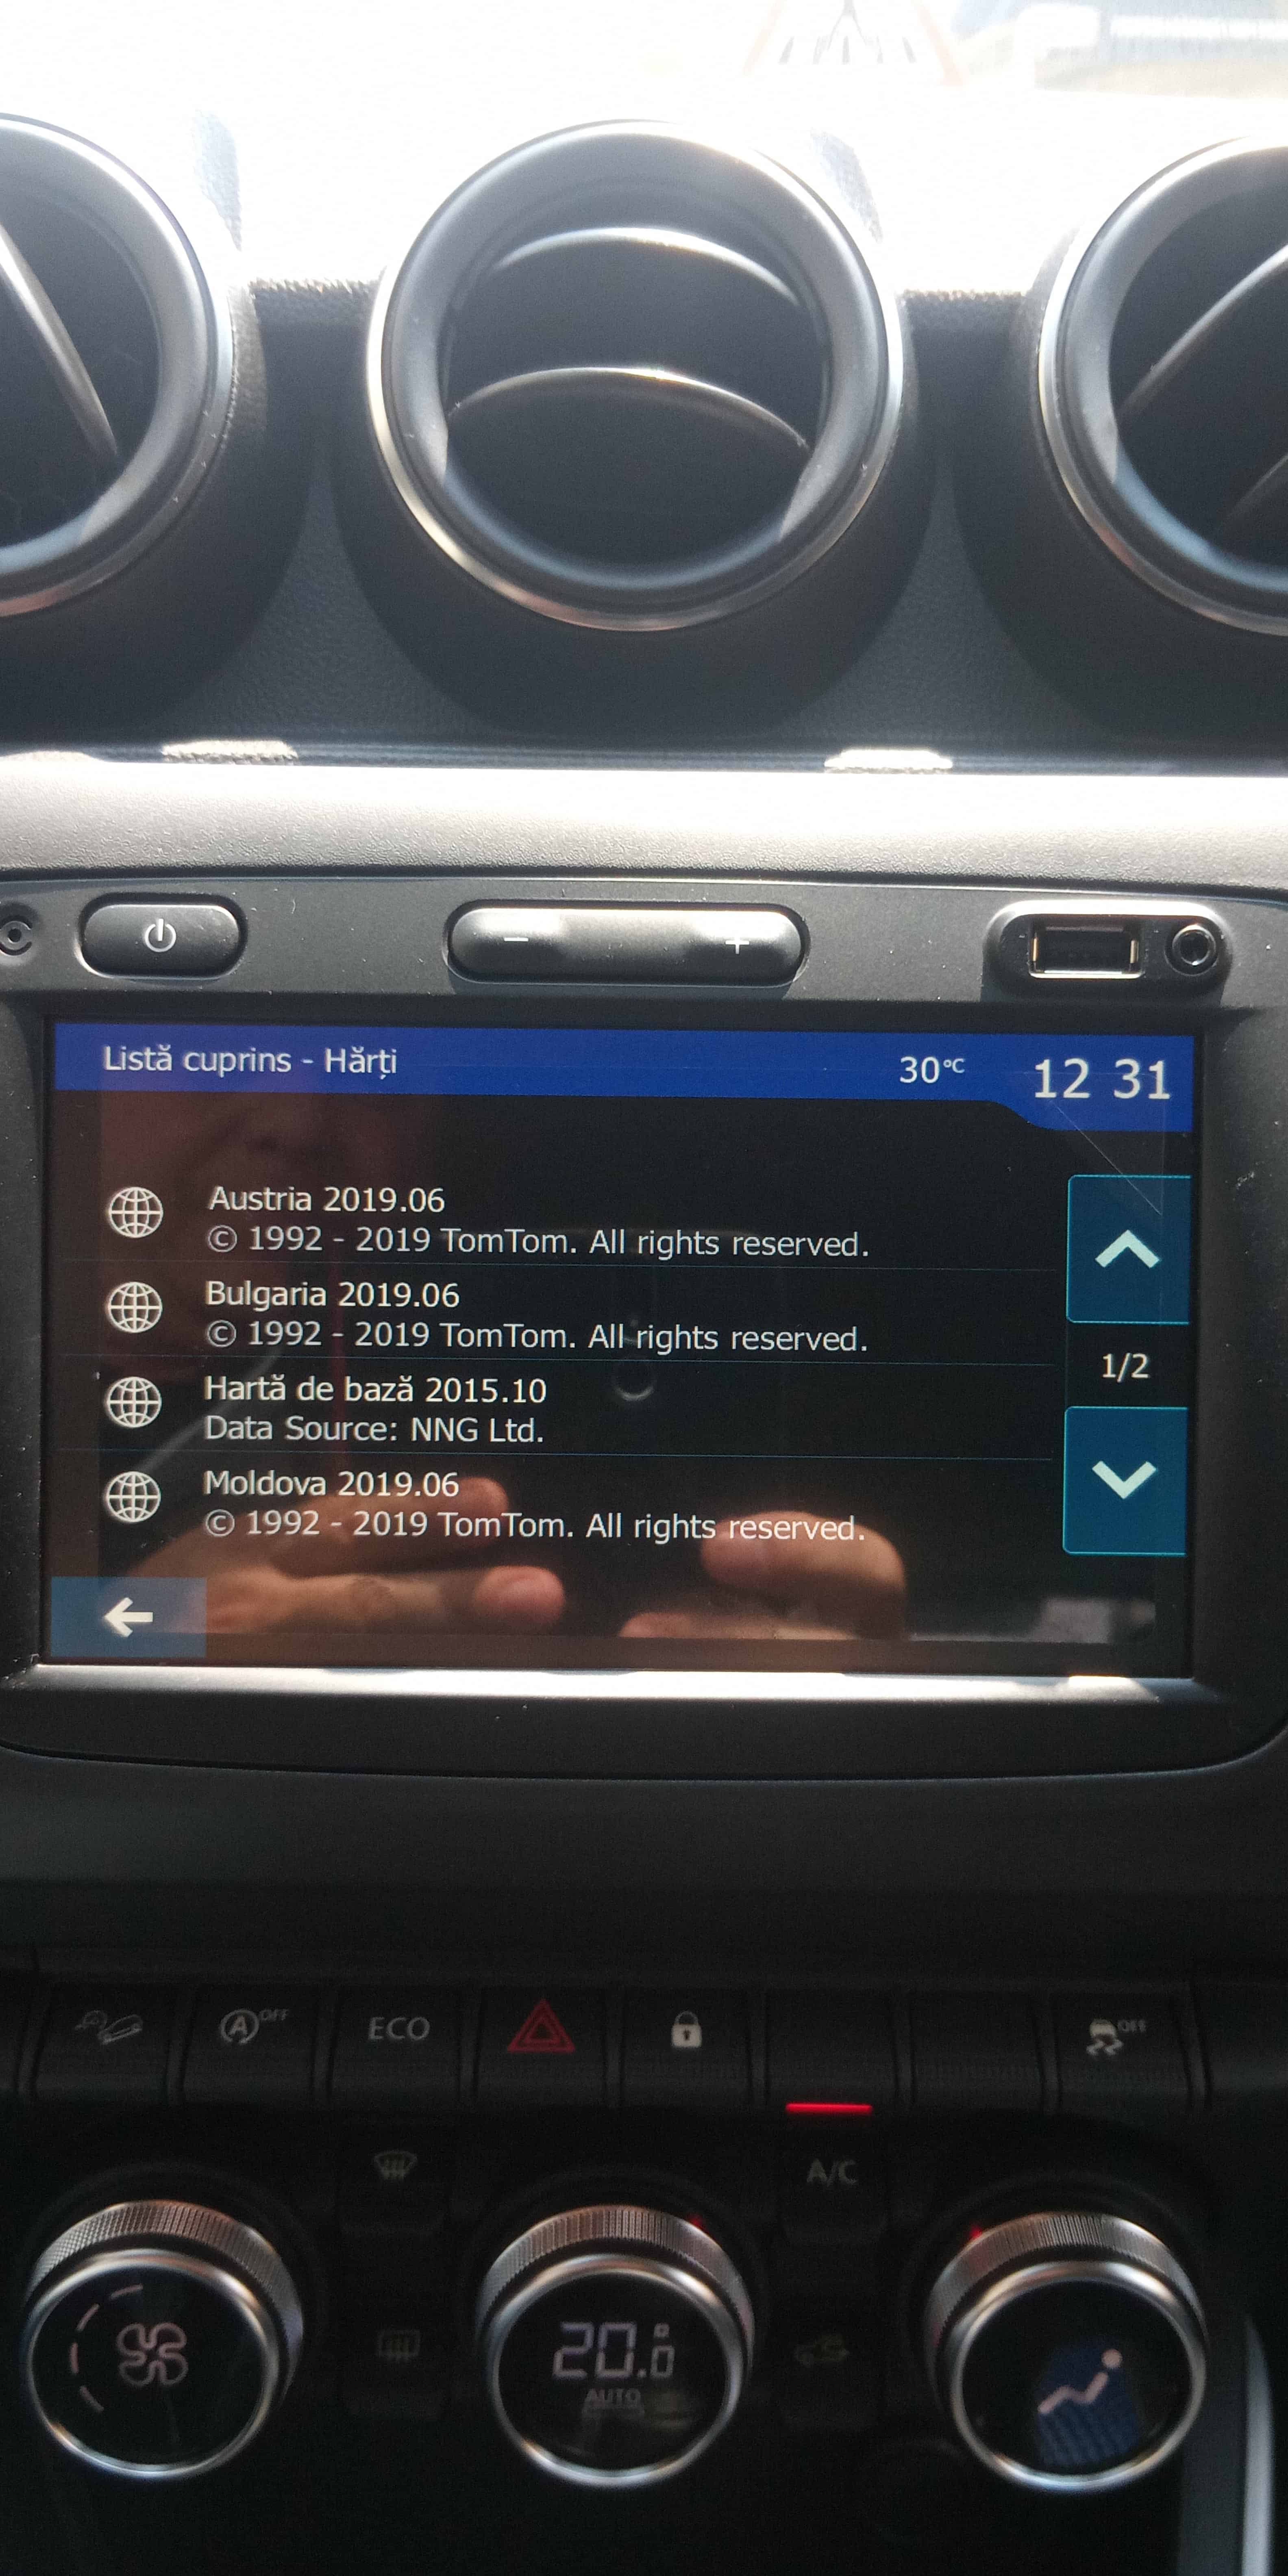 Listă cuprins - Hărți
30°C
12 31
Austria 2019.06
© 1992 - 2019 TomTom. All rights reserved.
Bulgaria 2019.06
© 1992 - 2019 TomTom. All rights reserved.
1/2
Hartă de bază 2015.10
Data Source: NNG Ltd.
Moldova 2019.06
© 1992 - 2019 TomTom. All rights reserved.
A OFF
ECO
OFF
A/C
20.0
AUTO